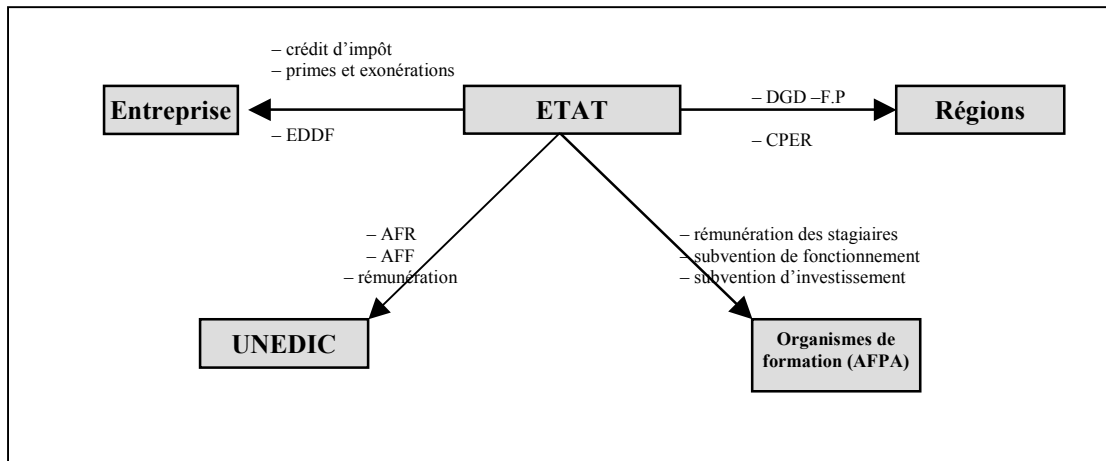 – crédit d’impôt
– primes et exonérations
Entreprise
ETAT
– DGD –F.P
Régions
– EDDF
– CPER
– AFR
– AFF
– rémunération
– rémunération des stagiaires
– subvention de fonctionnement
– subvention d’investissement
UNEDIC
Organismes de
formation (AFPA)